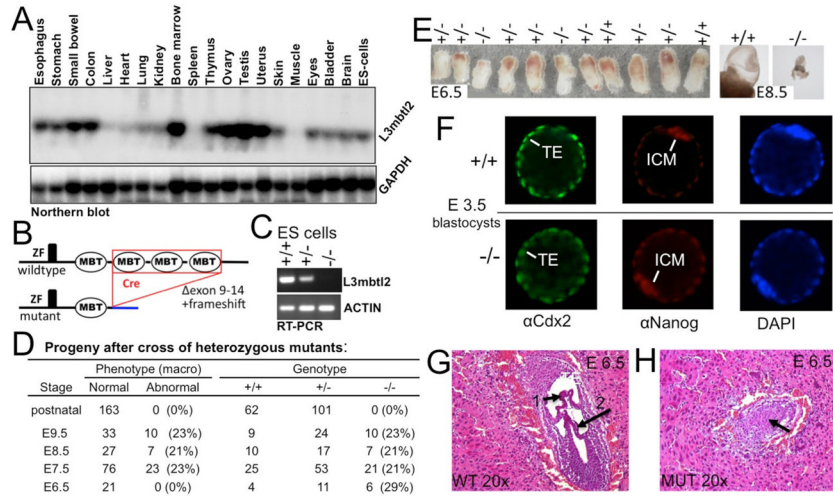 A
Esophagus
Stomach
Small bowel
Colon
Liver
Heart
Lung
Kidney
Bone marrow
Spleen
Thymus
Ovary
Testis
Uterus
Skin
Muscle
Eyes
Bladder
Brain
ES-cells
L3mbtl2
GAPDH
Northern blot
B
ZF
MBT MBT MBT MBT
wildtype
Cre
ZF
Δexon 9-14
+frameshift
MBT
mutant
C
ES cells
+/+ +/- -/-
L3mbtl2
ACTIN
RT-PCR
D Progeny after cross of heterozygous mutants:
Phenotype (macro) Genotype
Stage Normal Abnormal +/+ +/- -/-
postnatal 163 0 (0%) 62 101 0 (0%)
E9.5 33 10 (23%) 9 24 10 (23%)
E8.5 27 7 (21%) 10 17 7 (21%)
E7.5 76 23 (23%) 25 53 21 (21%)
E6.5 21 0 (0%) 4 11 6 (29%)
E
+/- +/- -/- +/- +/- -/- +/- +/+ +/- +/- +/+
E6.5
+/+ -/-
E8.5
F
+/+
TE
ICM
E 3.5
blastocysts
-/-
TE
ICM
αCdx2 αNanog DAPI
G
E 6.5
1
2
WT 20x
H
E 6.5
MUT 20x